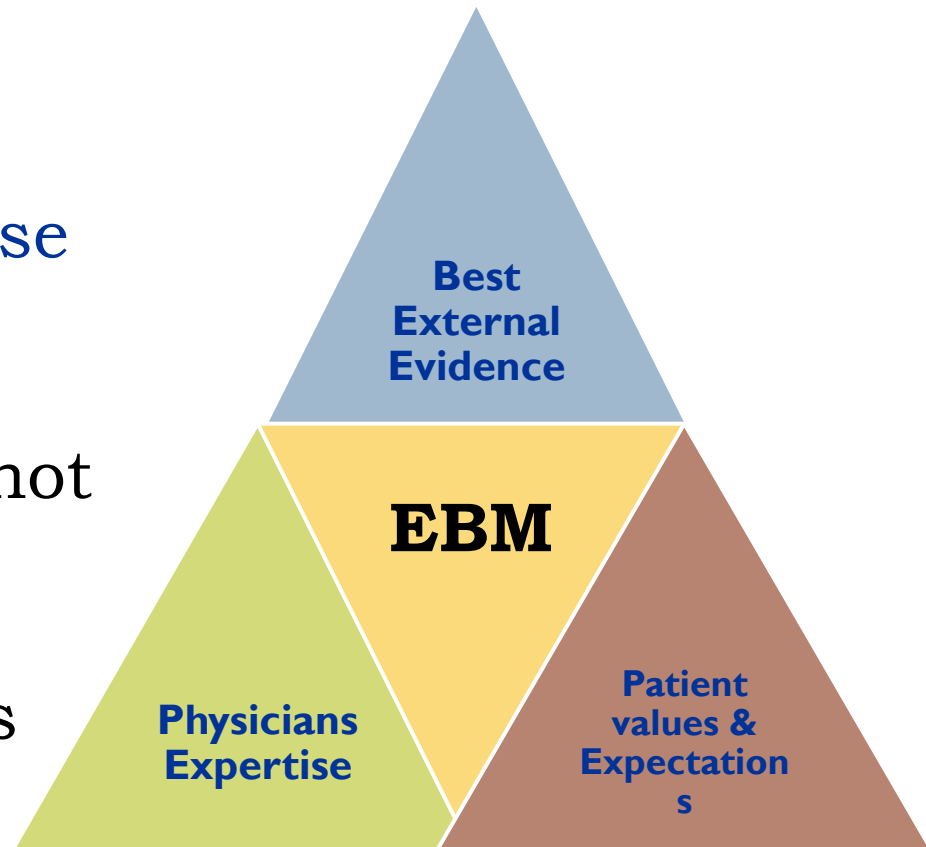 se
not
s
Best
External
Evidence
EBM
Physicians
Expertise
Patient
values &
Expectation
s